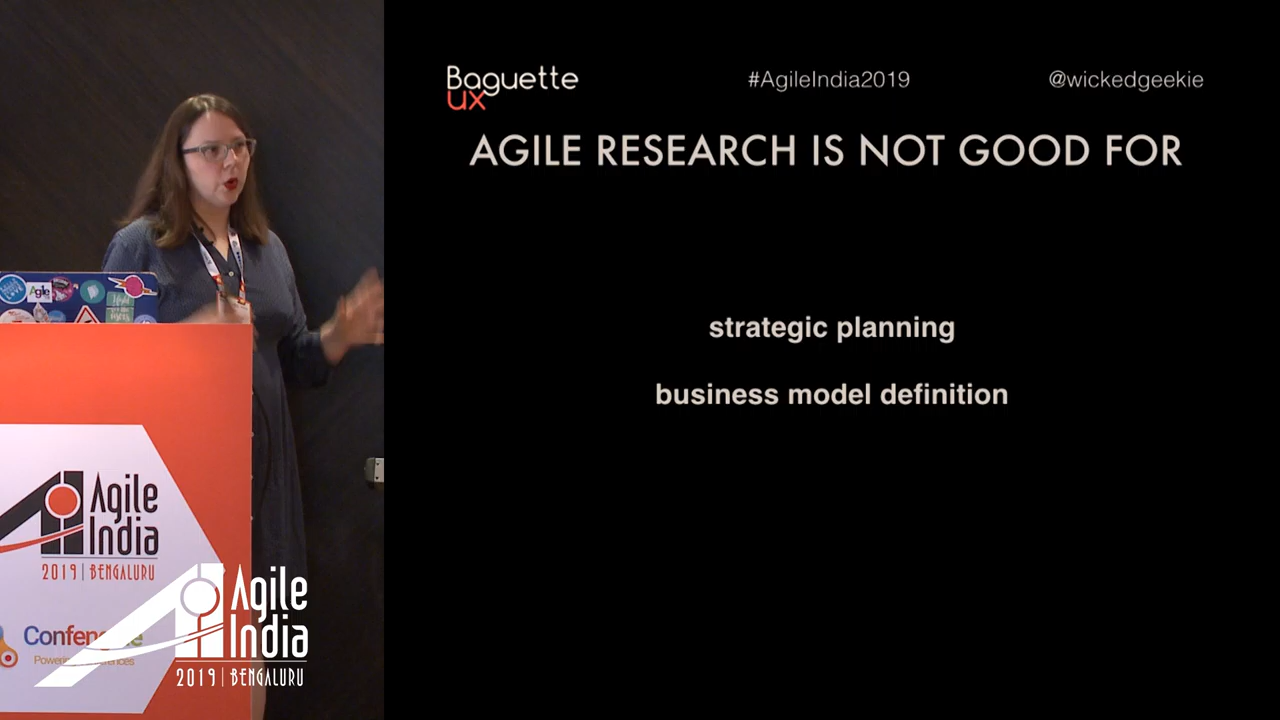 Baguette
ux
#AgileIndia2019
@wickedgeekie
AGILE RESEARCH IS NOT GOOD FOR
strategic planning
business model definition
Agile
Agile
India
2019 | BENGALURU
Agile
India
2019 | BENGALURU